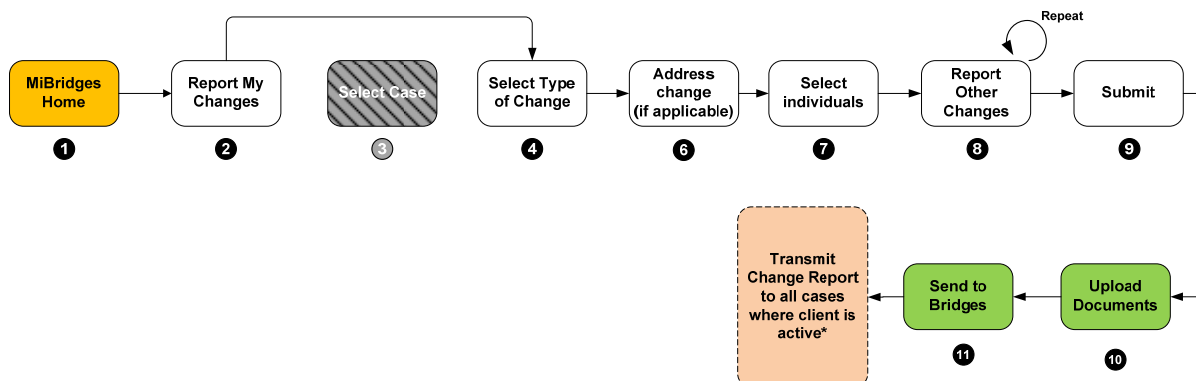 Repeat
MiBridges
Home
Report My
Changes
Select Case
Select Type
of Change
Address
change
(if applicable)
Select
individuals
Report
Other
Changes
Submit
1
2
3
4
6
7
8
9
Transmit
Change Report
to all cases
where client is
active*
Send to
Bridges
Upload
Documents
11
10